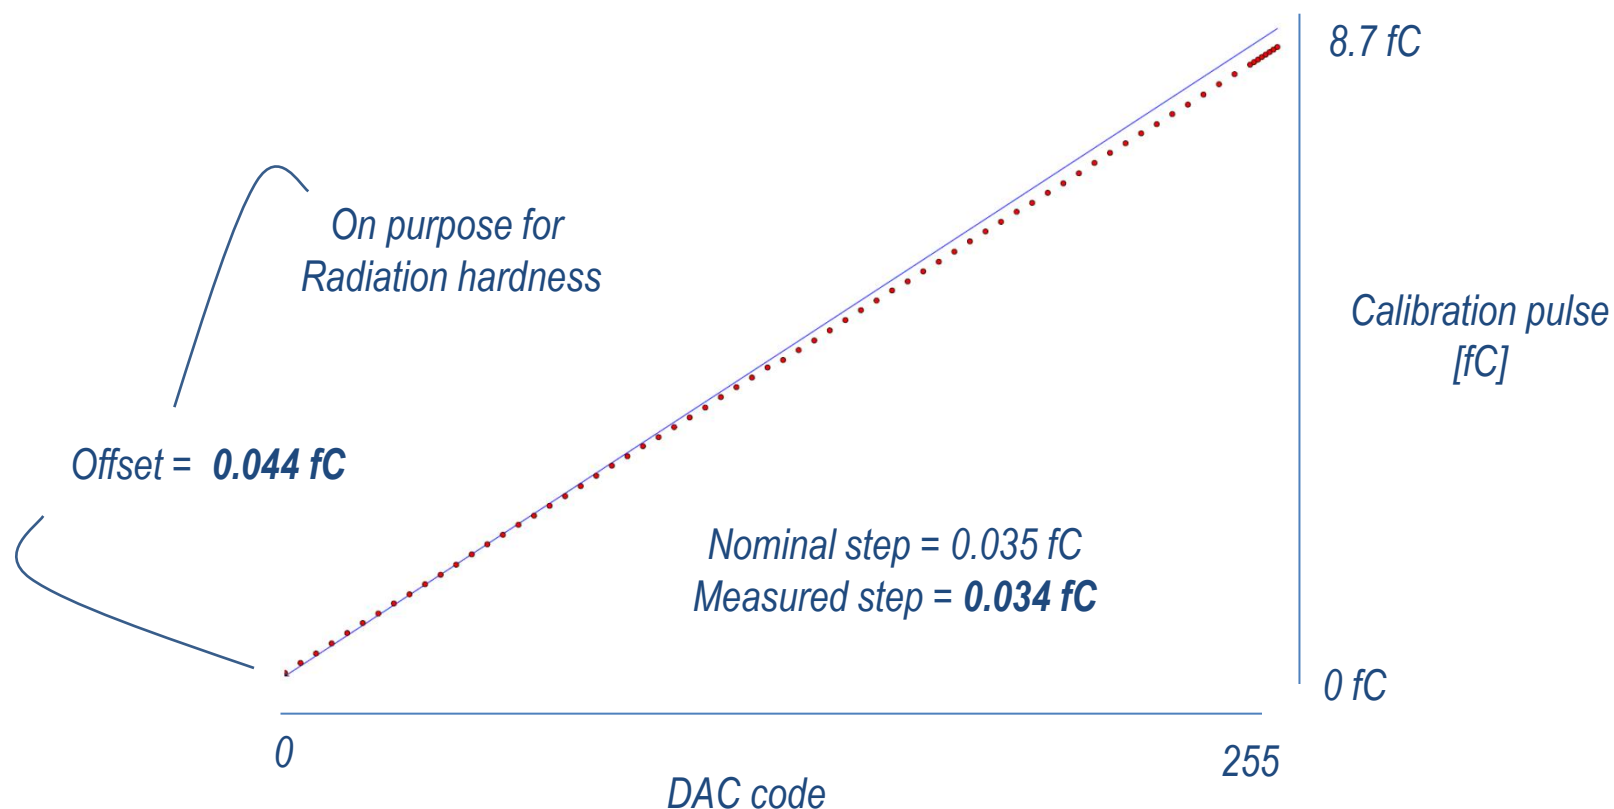 8.7 fC
On purpose for
Radiation hardness
Calibration pulse
[fC]
Offset = 0.044 fC
Nominal step = 0.035 fC
Measured step = 0.034 fC
0 fC
0
255
DAC code